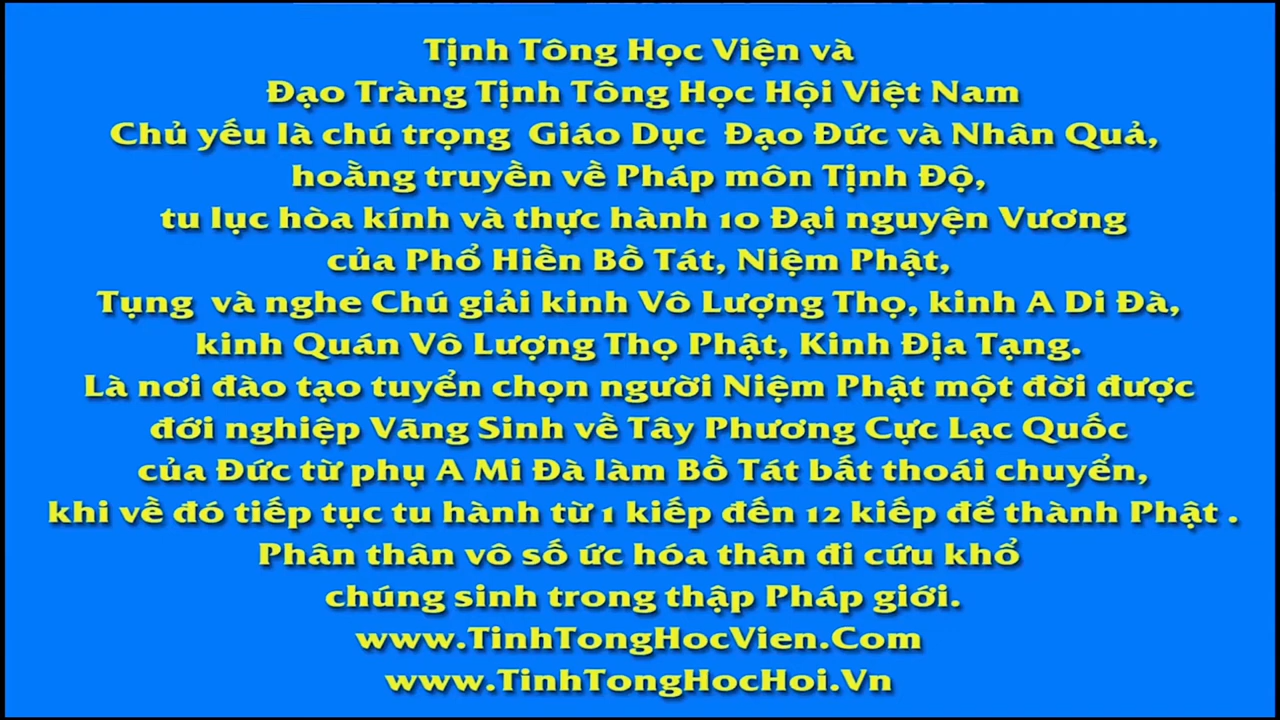 Tịnh Tông Học Viện và
Đạo Tràng Tịnh Tông Học Hội Việt Nam
Chủ yếu là chú trọng Giáo Dục Đạo Đức và Nhân Quả,
hoằng truyền về Pháp môn Tịnh Độ,
tu lục hòa kính và thực hành 10 Đại nguyện Vương
của Phổ Hiền Bồ Tát, Niệm Phật,
Tụng và nghe Chú giải kinh Vô Lượng Thọ, kinh A Di Đà,
kinh Quán Vô Lượng Thọ Phật, Kinh Địa Tạng.
Là nơi đào tạo tuyển chọn người Niệm Phật một đời được
đới nghiệp Vãng Sinh về Tây Phương Cực Lạc Quốc
của Đức từ phụ A Mi Đà làm Bồ Tát bất thoái chuyển,
khi về đó tiếp tục tu hành từ 1 kiếp đến 12 kiếp để thành Phật .
Phân thân vô số ức hóa thân đi cứu khổ
chúng sinh trong thập Pháp giới.
www.TinhTongHocVien.Com
www.TinhTongHocHoi.Vn